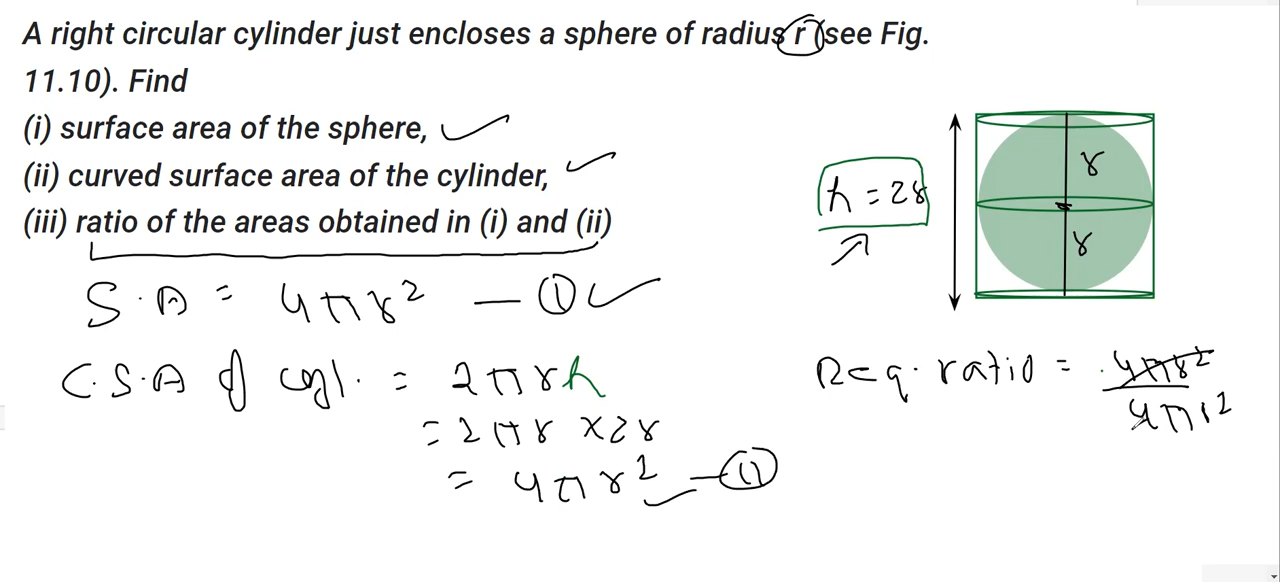 A right circular cylinder just encloses a sphere of radius r (see Fig.
11.10). Find
(i) surface area of the sphere,
(ii) curved surface area of the cylinder,
(iii) ratio of the areas obtained in (i) and (ii)
r
h = 2r
r
S.A = 4πr² — ①
C.S.A of cyl. = 2πrh
= 2πr × 2r
= 4πr² — ⑪
Req. ratio = 4πr²
4πr²